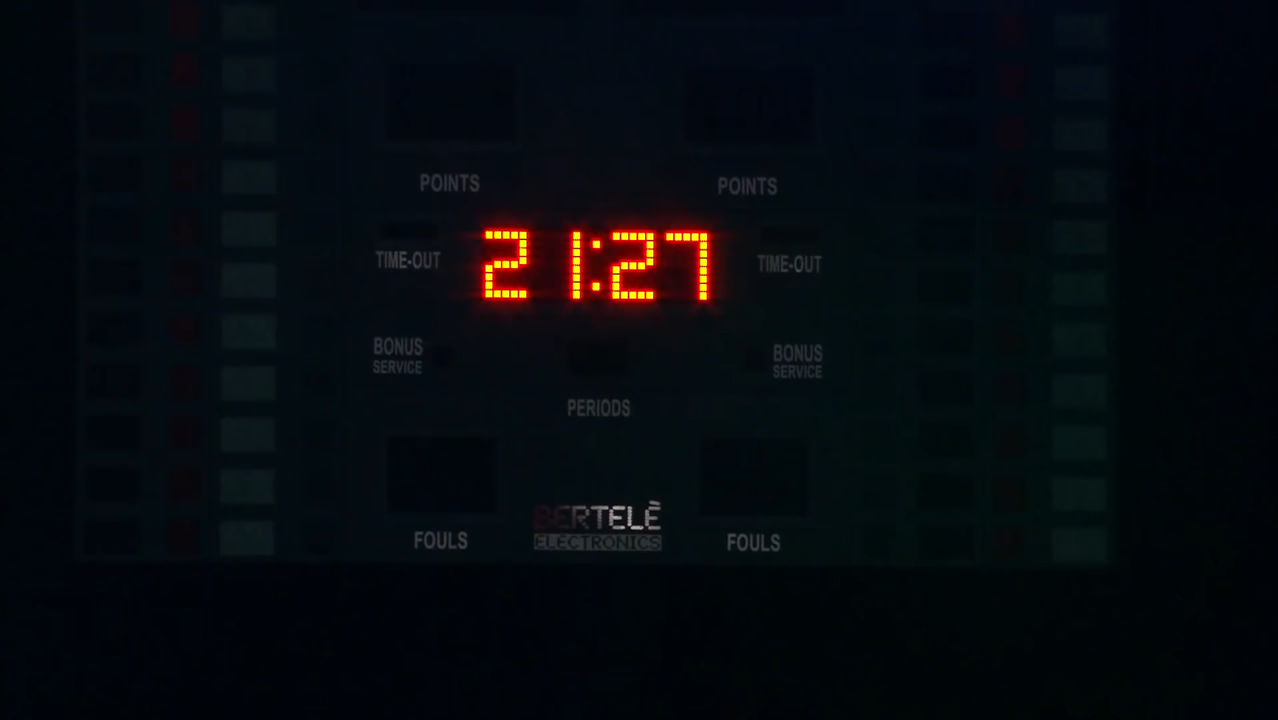 POINTS POINTS
21:27
TIME-OUT TIME-OUT
BONUS BONUS
SERVICE SERVICE
PERIODS
BERTELÈ
ELECTRONICS
FOULS FOULS